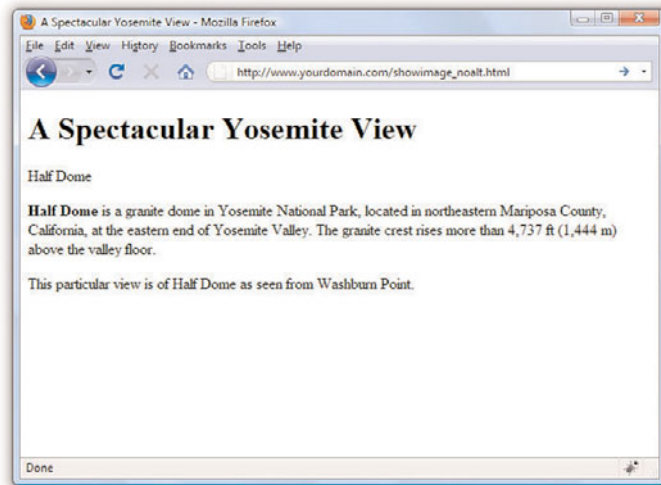 A Spectacular Yosemite View - Mozilla Firefox
File Edit View History Bookmarks Tools Help
http://www.yourdomain.com/showimage_noalt.html
A Spectacular Yosemite View
Half Dome
Half Dome is a granite dome in Yosemite National Park, located in northeastern Mariposa County,
California, at the eastern end of Yosemite Valley. The granite crest rises more than 4,737 ft (1,444 m)
above the valley floor.
This particular view is of Half Dome as seen from Washburn Point.
Done